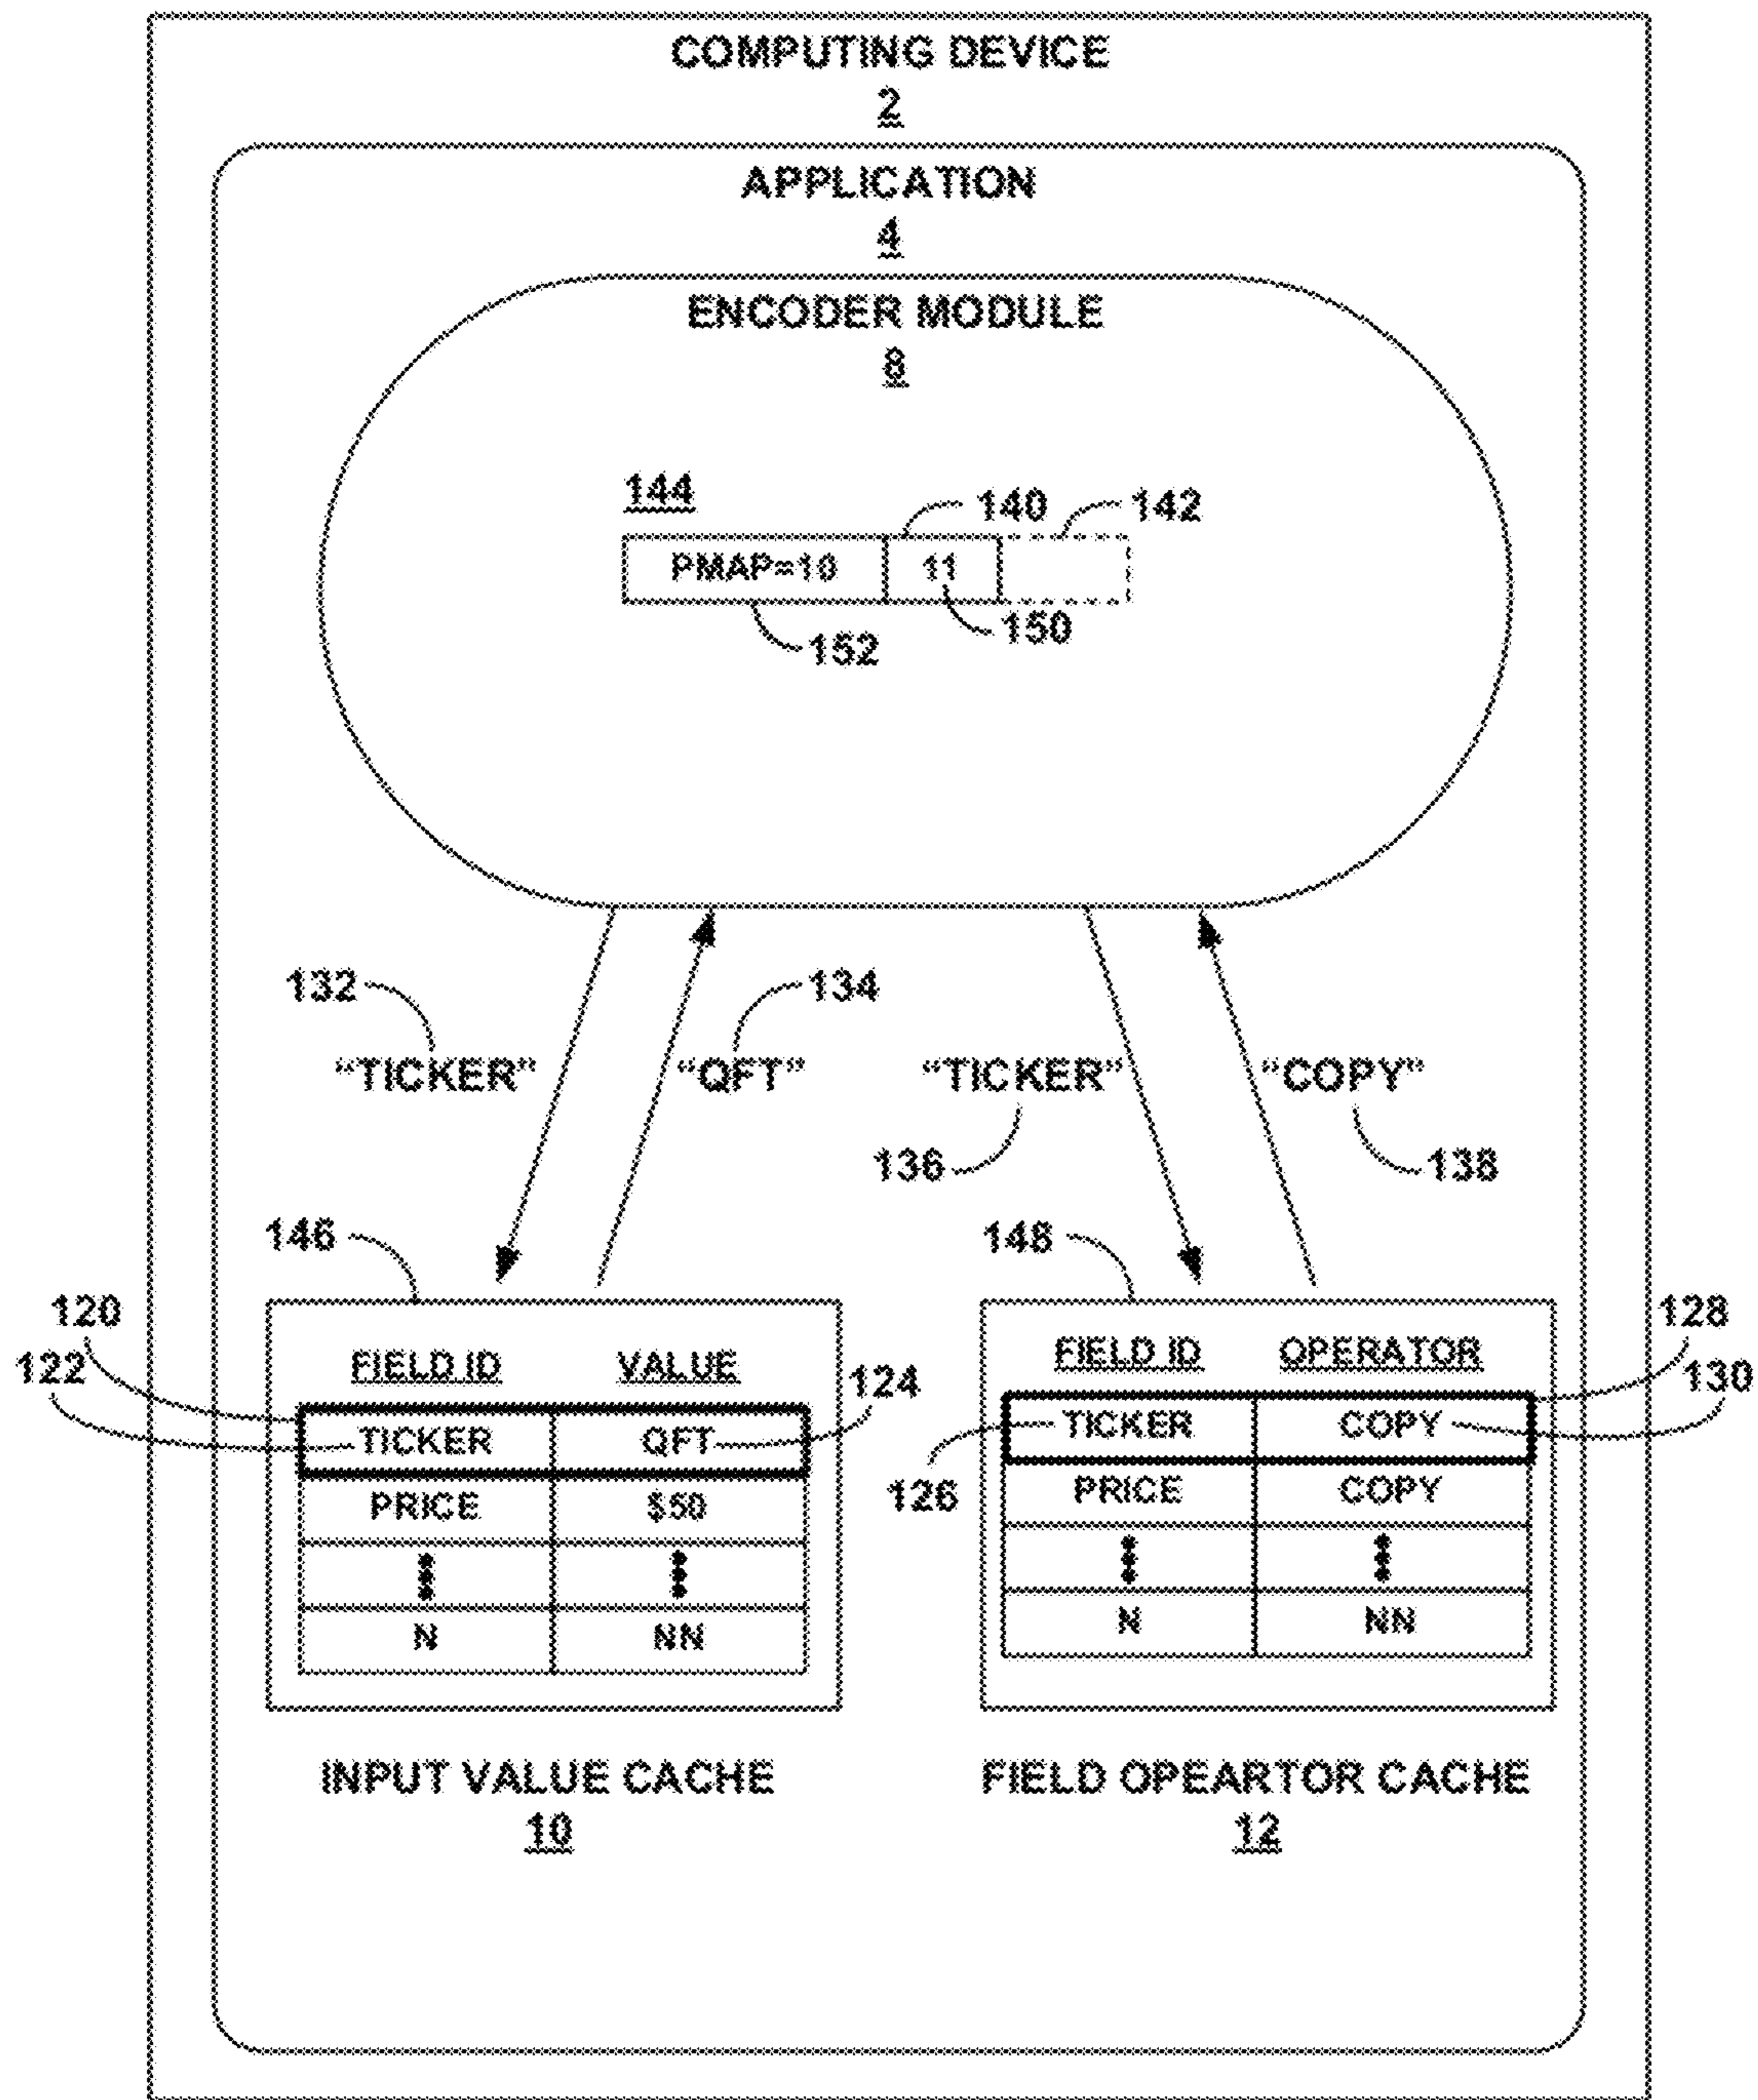 COMPUTING DEVICE
2
APPLICATION
4
ENCODER MODULE
8
144
140
142
PMAP=10
11
150
152
132
134
"TICKER"
"QFT"
"TICKER"
"COPY"
136
138
146
148
120
122
124
128
130
126
FIELD ID VALUE
TICKER QFT
PRICE $50
N NN
FIELD ID OPERATOR
TICKER COPY
PRICE COPY
N NN
INPUT VALUE CACHE
10
FIELD OPEARTOR CACHE
12